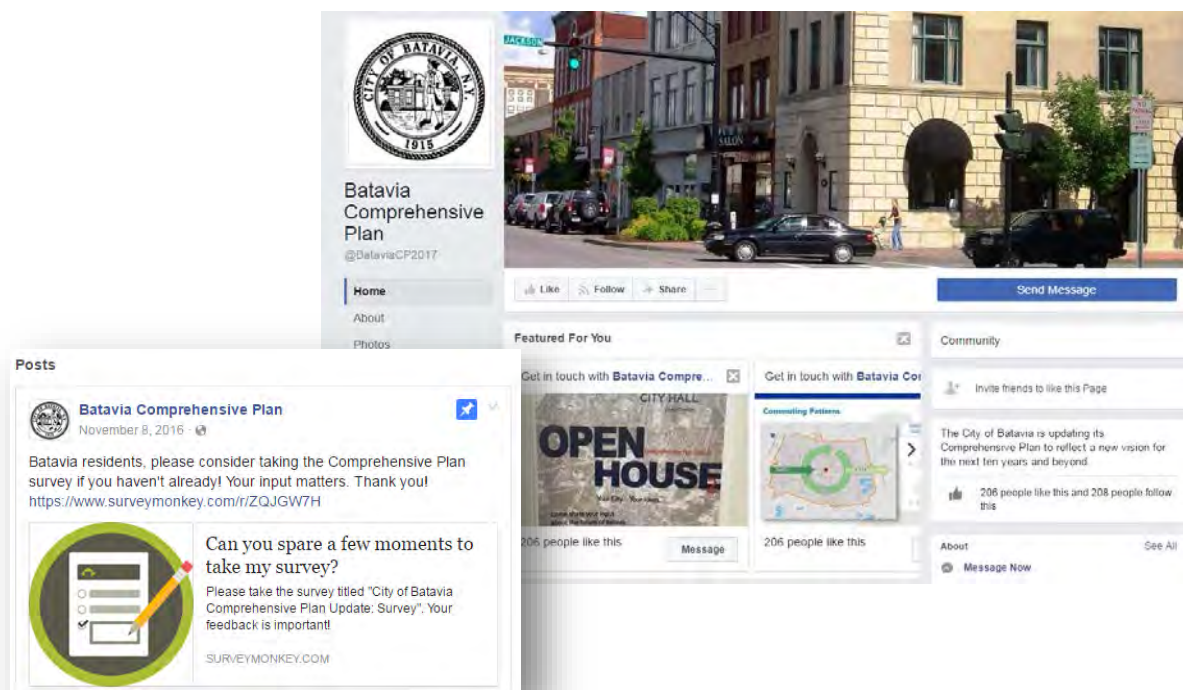 CITY OF BATAVIA, N.Y.
1915
Batavia
Comprehensive
Plan
@BataviaCP2017
Home
About
Photos
JACKSON
SALON
Like
Follow
Share
Send Message
Featured For You
Get in touch with Batavia Compre...
CITY HALL
OPEN
HOUSE
206 people like this
Message
Get in touch with Batavia Co
Commuting Patterns
206 people like this
Community
Invite friends to like this Page
The City of Batavia is updating its
Comprehensive Plan to reflect a new vision for
the next ten years and beyond.
206 people like this and 208 people follow
this
About
See All
Message Now
Posts
Batavia Comprehensive Plan
November 8, 2016
Batavia residents, please consider taking the Comprehensive Plan
survey if you haven't already! Your input matters. Thank you!
https://www.surveymonkey.com/r/ZQJGW7H
Can you spare a few moments to
take my survey?
Please take the survey titled "City of Batavia
Comprehensive Plan Update: Survey". Your
feedback is important!
SURVEYMONKEY.COM